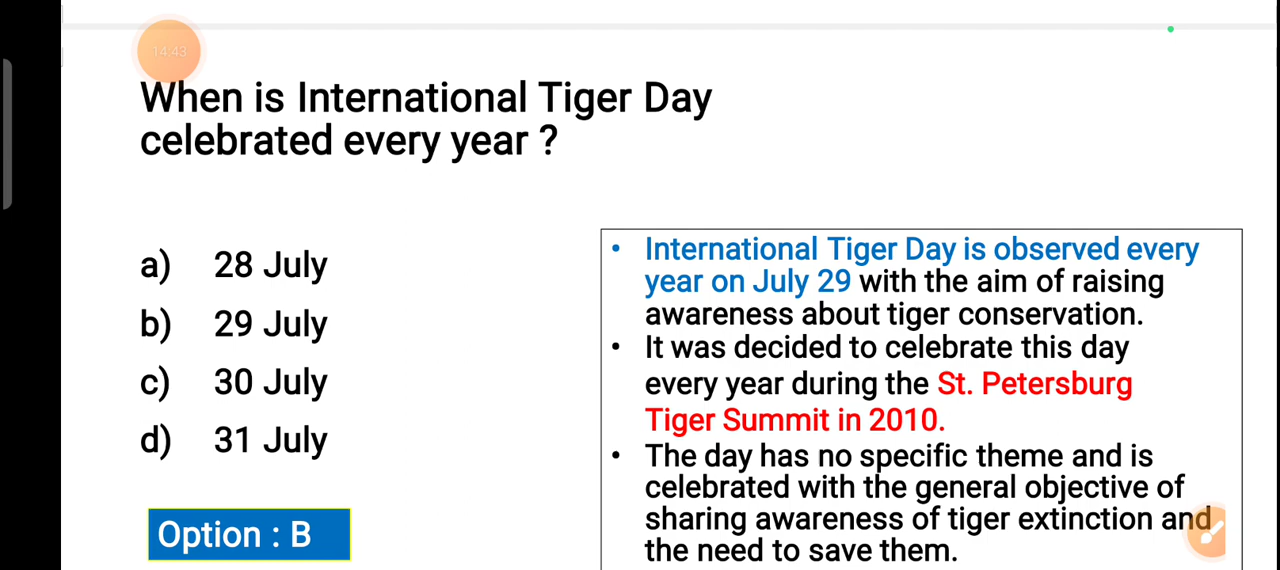 14:43
When is International Tiger Day
celebrated every year ?
a) 28 July
b) 29 July
c) 30 July
d) 31 July
Option : B
• International Tiger Day is observed every
year on July 29 with the aim of raising
awareness about tiger conservation.
• It was decided to celebrate this day
every year during the St. Petersburg
Tiger Summit in 2010.
• The day has no specific theme and is
celebrated with the general objective of
sharing awareness of tiger extinction and
the need to save them.